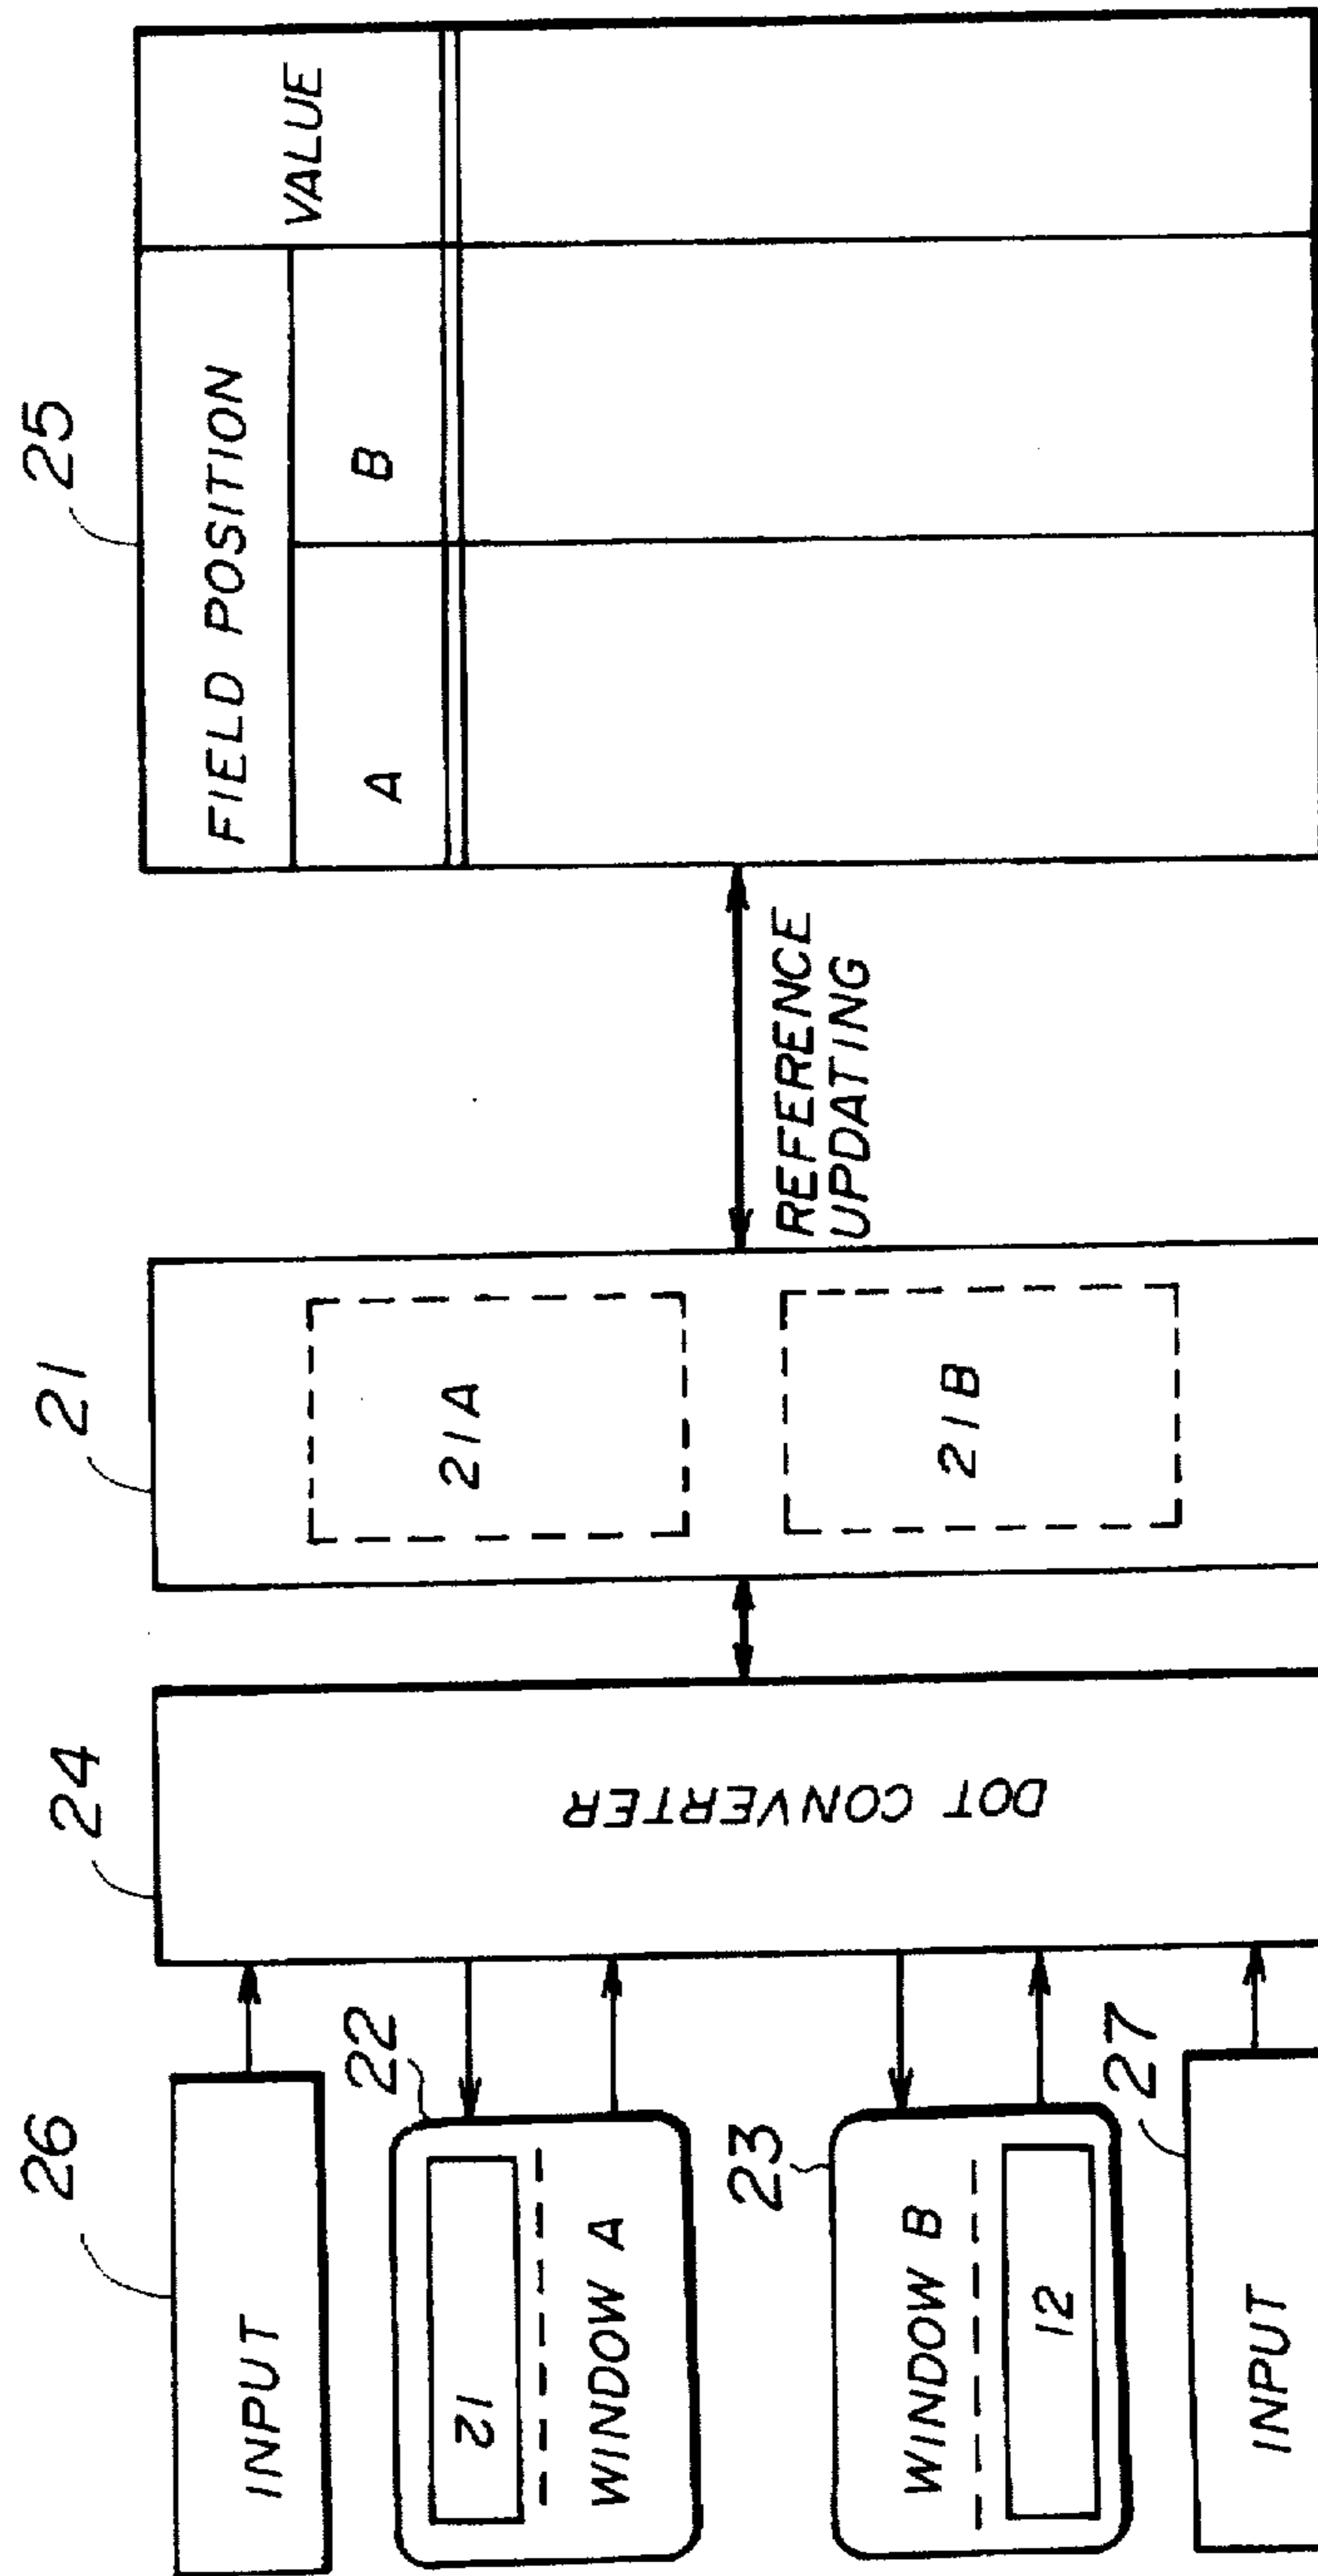 26
INPUT
22
21
WINDOW A
23
WINDOW B
12
27
INPUT
24
DOT CONVERTER
21
21A
21B
REFERENCE
UPDATING
25
FIELD POSITION
VALUE
A
B